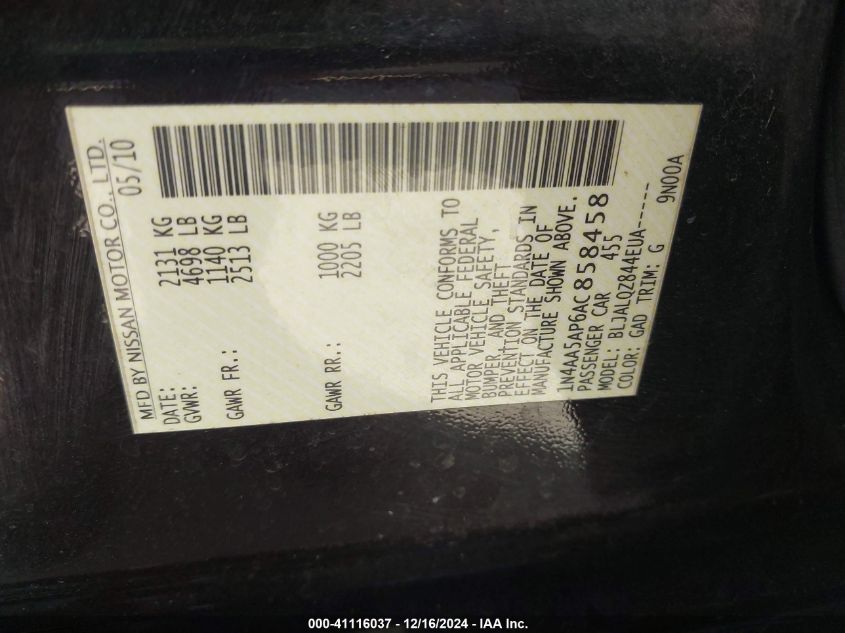 MFD BY NISSAN MOTOR CO., LTD.
DATE: 05/10
GVWR: 2131 KG
4698 LB
GAWR FR.: 1140 KG
2513 LB
GAWR RR.: 1000 KG
2205 LB
THIS VEHICLE CONFORMS TO
ALL APPLICABLE FEDERAL
MOTOR VEHICLE SAFETY,
BUMPER, AND THEFT
PREVENTION STANDARDS IN
EFFECT ON THE DATE OF
MANUFACTURE SHOWN ABOVE.
1N4AA5AP6AC858458
PASSENGER CAR 455
MODEL: BLJALQZ844EUA-----
COLOR: GAD TRIM: G 9N00A
000-41116037 - 12/16/2024 - IAA Inc.